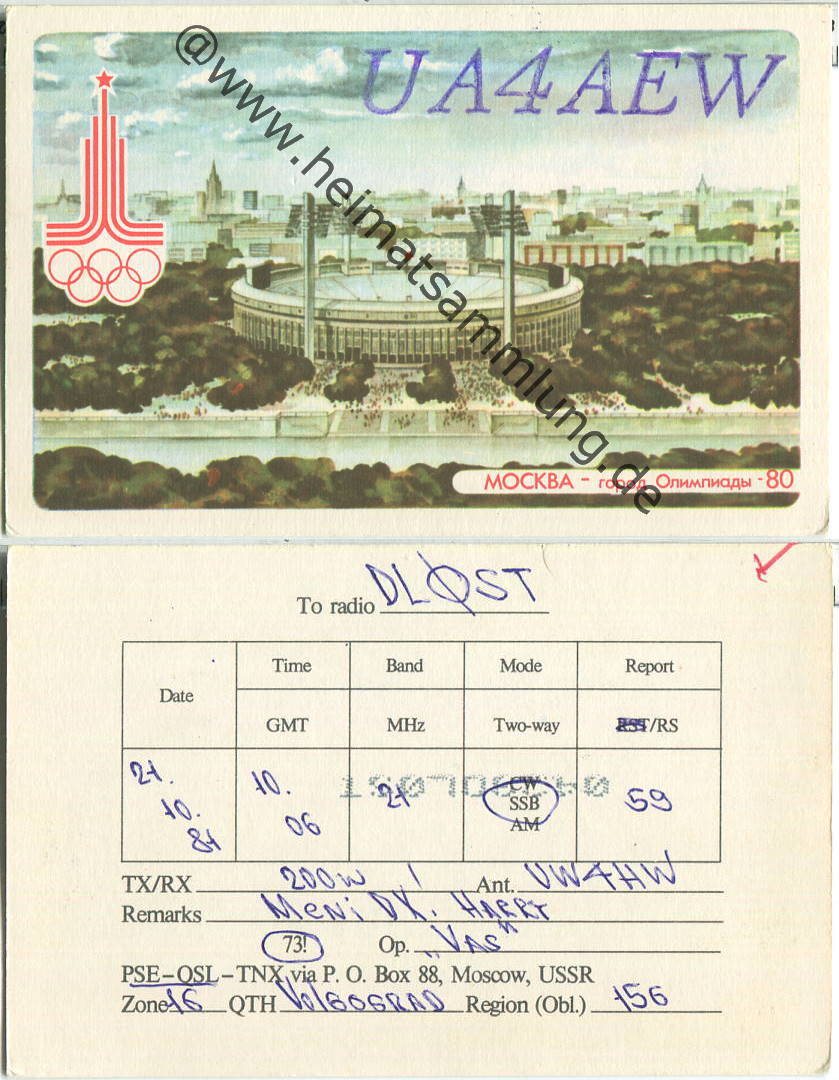 UA4AEW
@www.heimatsammlung.de
МОСКВА - город Олимпиады - 80
To radio DLØST
Date Time Band Mode Report
GMT MHz Two-way RST/RS
21. 10. 81 10. 06 21 CW SSB AM 59
TX/RX 200w ! Ant. UW4HW
Remarks Meni DX. HARRY
73! Op. "VAS"
PSE-QSL-TNX via P. O. Box 88, Moscow, USSR
Zone 16 QTH Volgograd Region (Obl.) 156